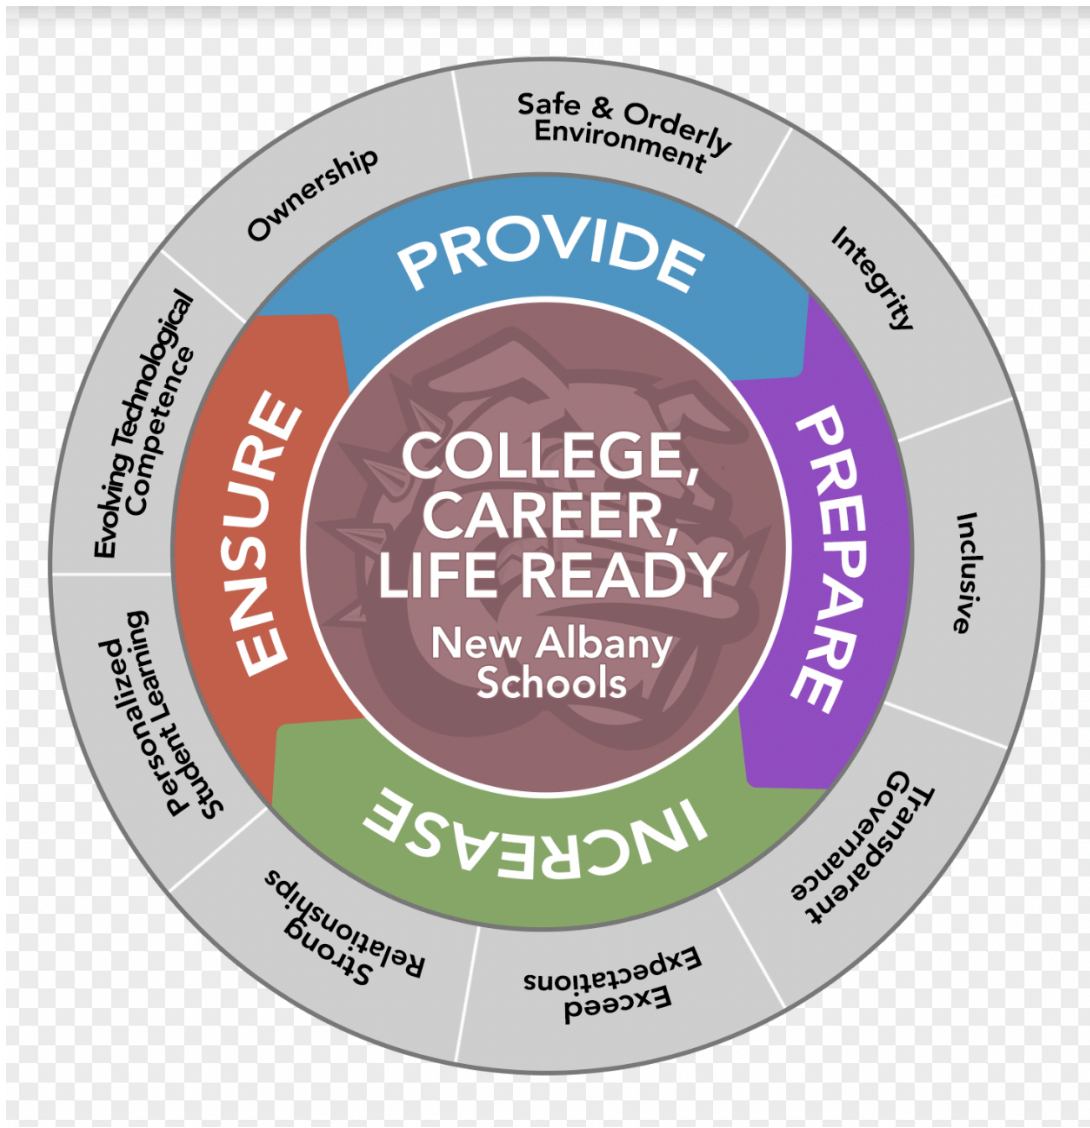 COLLEGE,
CAREER,
LIFE READY
New Albany
Schools
PROVIDE
PREPARE
INCREASE
ENSURE
Safe & Orderly
Environment
Integrity
Inclusive
Transparent
Governance
Exceed
Expectations
Strong
Relationships
Personalized
Student Learning
Evolving Technological
Competence
Ownership